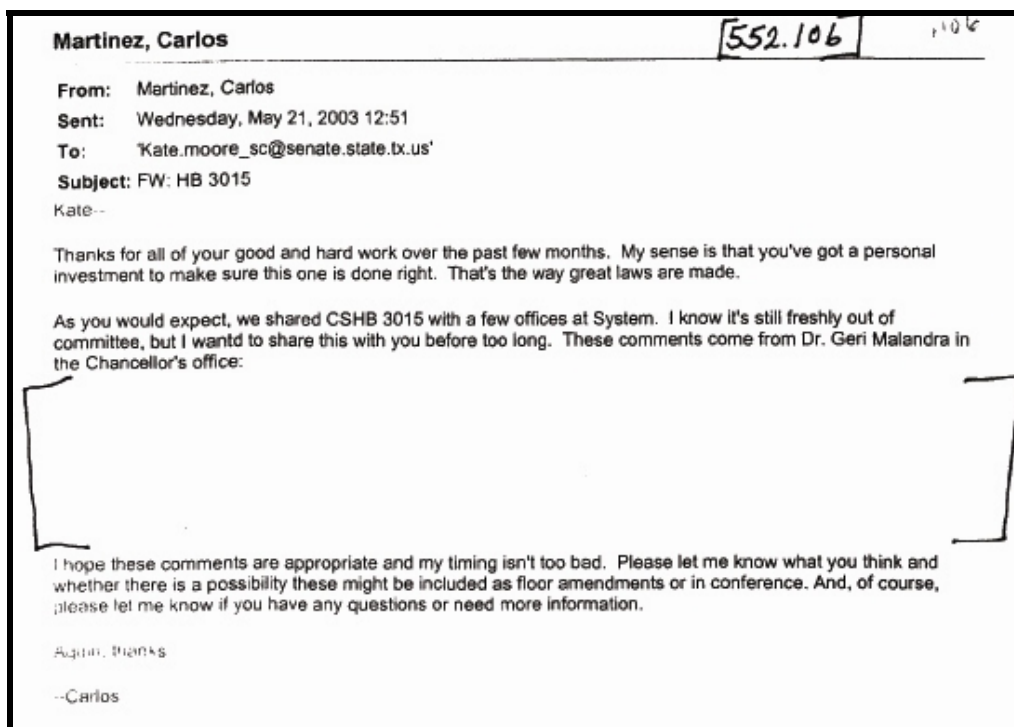 Martinez, Carlos
552.106
.106
From: Martinez, Carlos
Sent: Wednesday, May 21, 2003 12:51
To: 'Kate.moore_sc@senate.state.tx.us'
Subject: FW: HB 3015
Kate--
Thanks for all of your good and hard work over the past few months. My sense is that you've got a personal
investment to make sure this one is done right. That's the way great laws are made.
As you would expect, we shared CSHB 3015 with a few offices at System. I know it's still freshly out of
committee, but I wantd to share this with you before too long. These comments come from Dr. Geri Malandra in
the Chancellor's office:
I hope these comments are appropriate and my timing isn't too bad. Please let me know what you think and
whether there is a possibility these might be included as floor amendments or in conference. And, of course,
please let me know if you have any questions or need more information.
Again, thanks
--Carlos